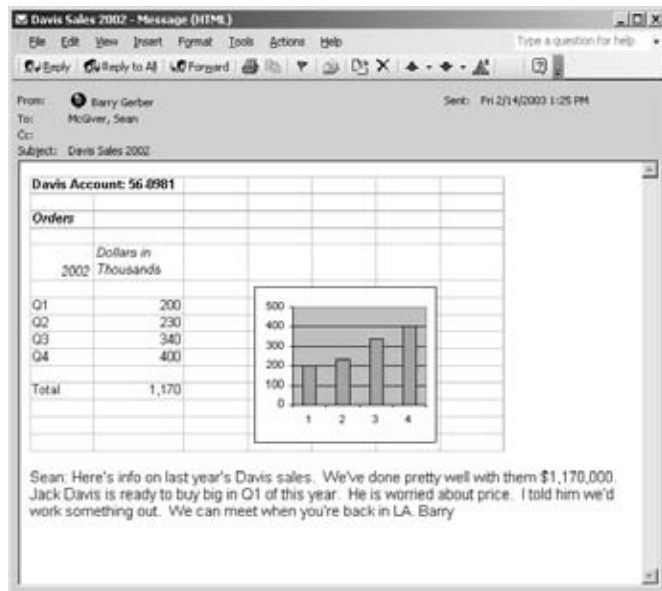 Davis Sales 2002 - Message (HTML)
File Edit View Insert Format Tools Actions Help Type a question for help
Reply Reply to All Forward
From: Barry Gerber Sent: Fri 2/14/2003 1:25 PM
To: McGiver, Sean
Cc:
Subject: Davis Sales 2002
Davis Account: 56-8981
Orders
Dollars in
2002 Thousands
Q1 200
Q2 230
Q3 340
Q4 400
Total 1,170
500
400
300
200
100
0
1 2 3 4
Sean: Here's info on last year's Davis sales. We've done pretty well with them $1,170,000.
Jack Davis is ready to buy big in Q1 of this year. He is worried about price. I told him we'd
work something out. We can meet when you're back in LA. Barry